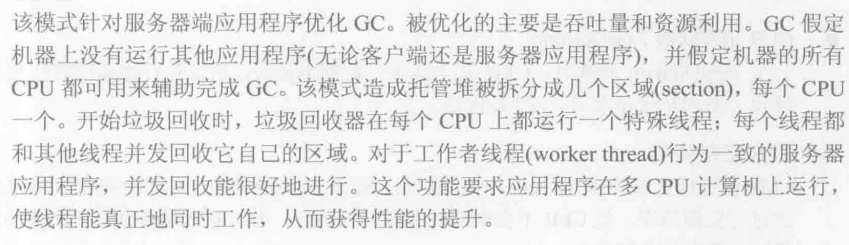 该模式针对服务器端应用程序优化 GC。被优化的主要是吞吐量和资源利用。GC 假定
机器上没有运行其他应用程序(无论客户端还是服务器应用程序)，并假定机器的所有
CPU 都可用来辅助完成 GC。该模式造成托管堆被拆分成几个区域(section)，每个 CPU
一个。开始垃圾回收时，垃圾回收器在每个 CPU 上都运行一个特殊线程；每个线程都
和其他线程并发回收它自己的区域。对于工作者线程(worker thread)行为一致的服务器
应用程序，并发回收能很好地进行。这个功能要求应用程序在多 CPU 计算机上运行，
使线程能真正地同时工作，从而获得性能的提升。